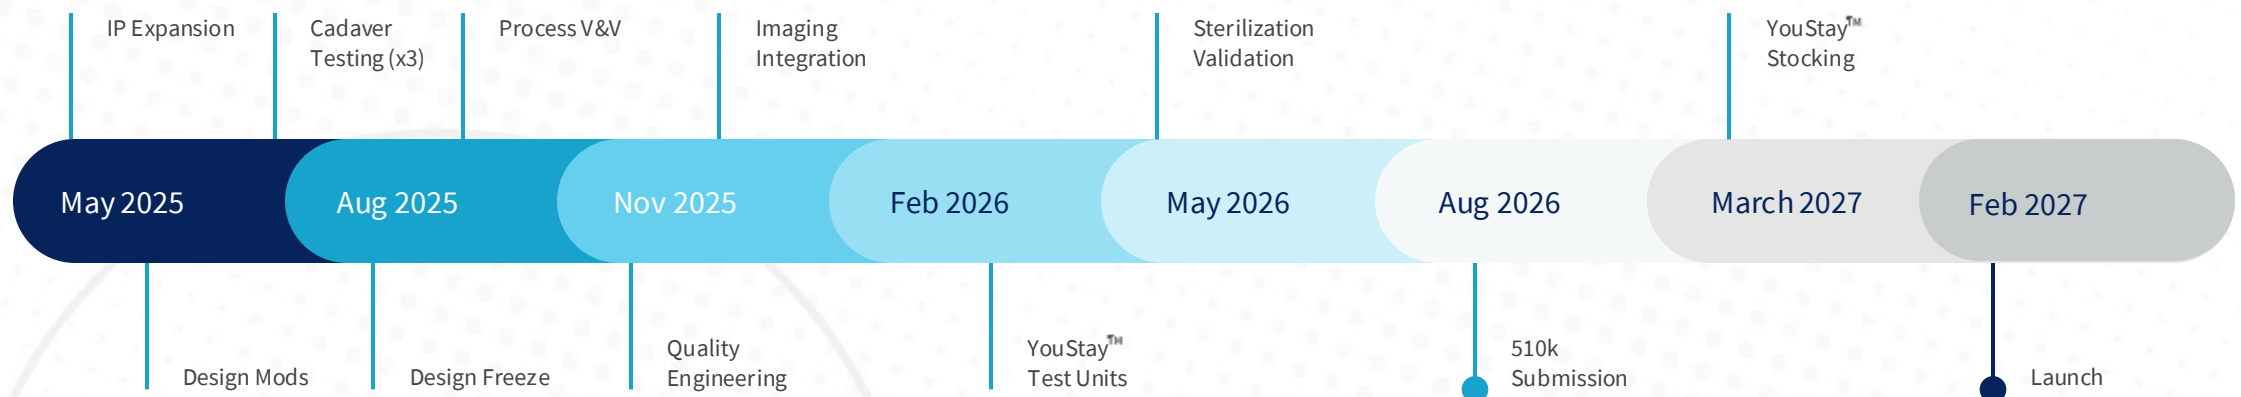 IP Expansion
Cadaver
Testing (x3)
Process V&V
Imaging
Integration
Sterilization
Validation
YouStay™
Stocking
May 2025
Aug 2025
Nov 2025
Feb 2026
May 2026
Aug 2026
March 2027
Feb 2027
Design Mods
Design Freeze
Quality
Engineering
YouStay™
Test Units
510k
Submission
Launch